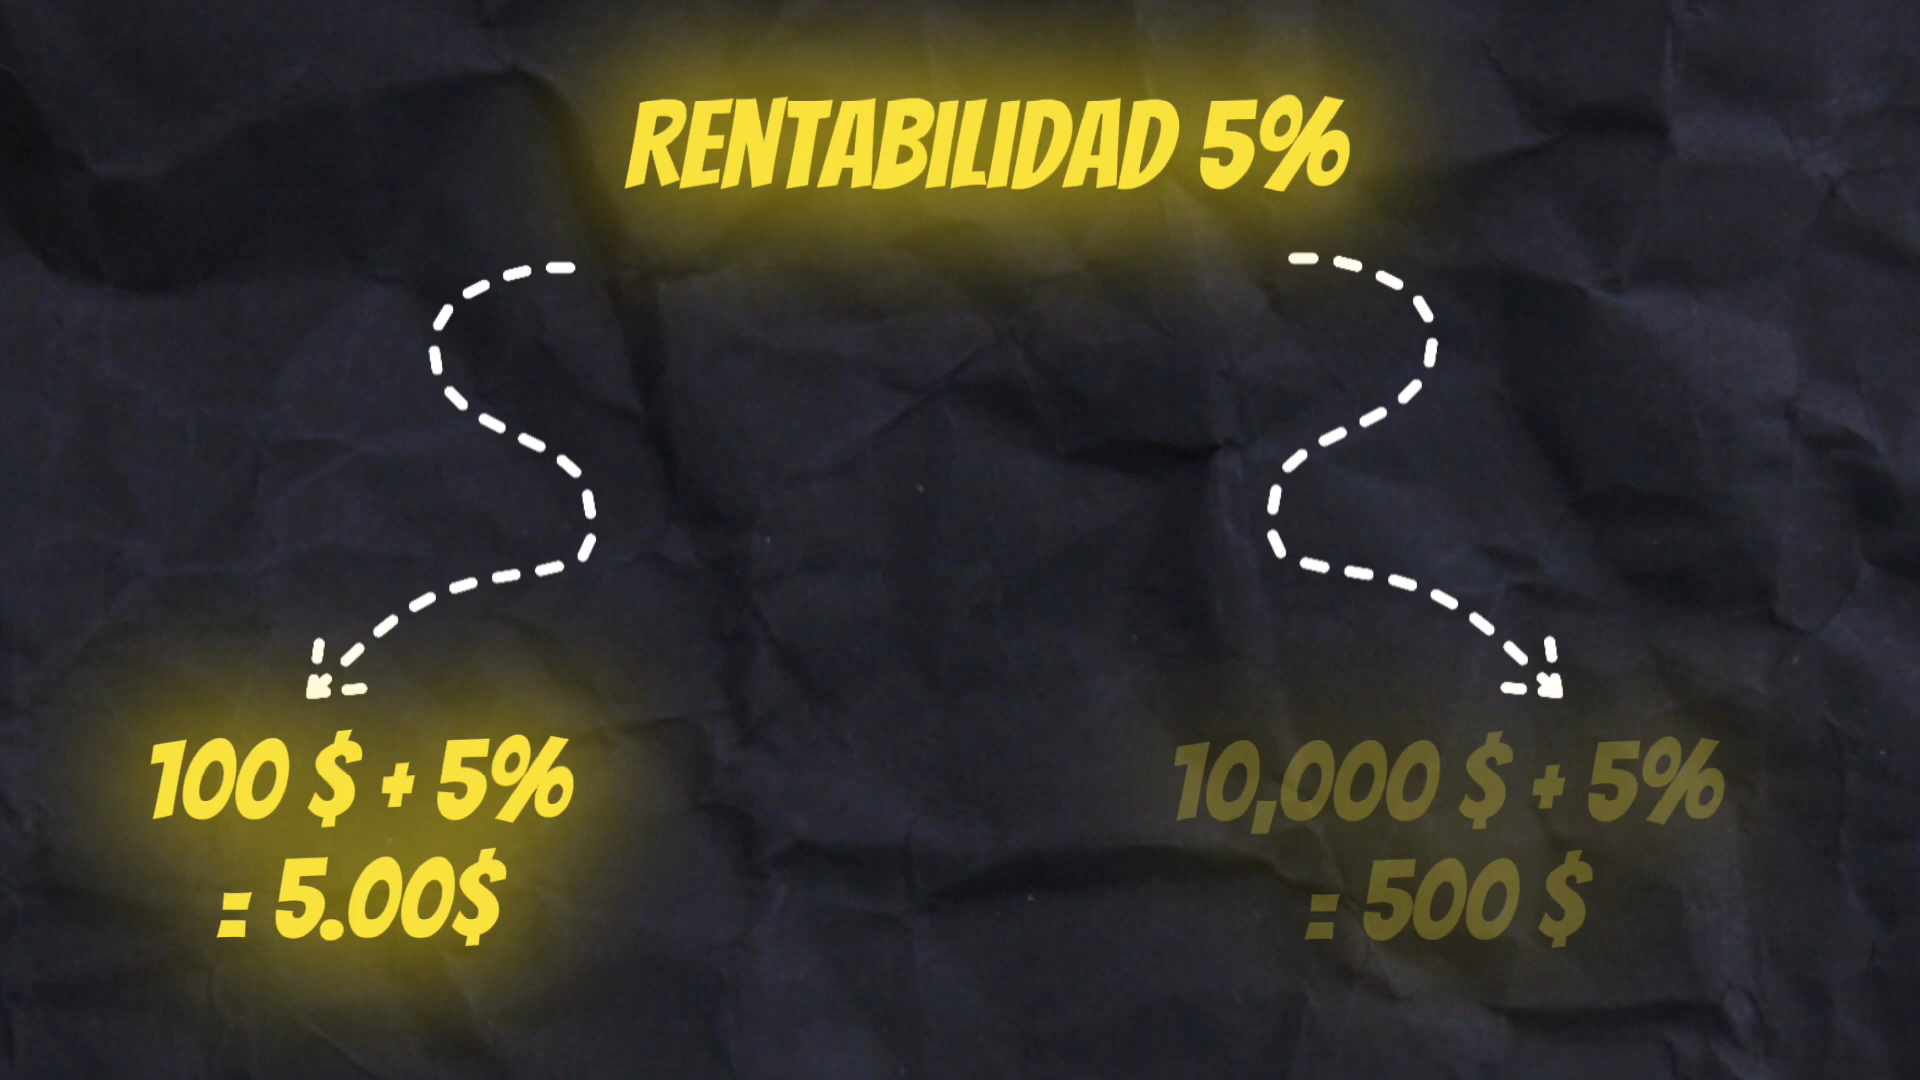 RENTABILIDAD 5%
100 $ + 5%
= 5.00$
10,000 $ + 5%
= 500 $